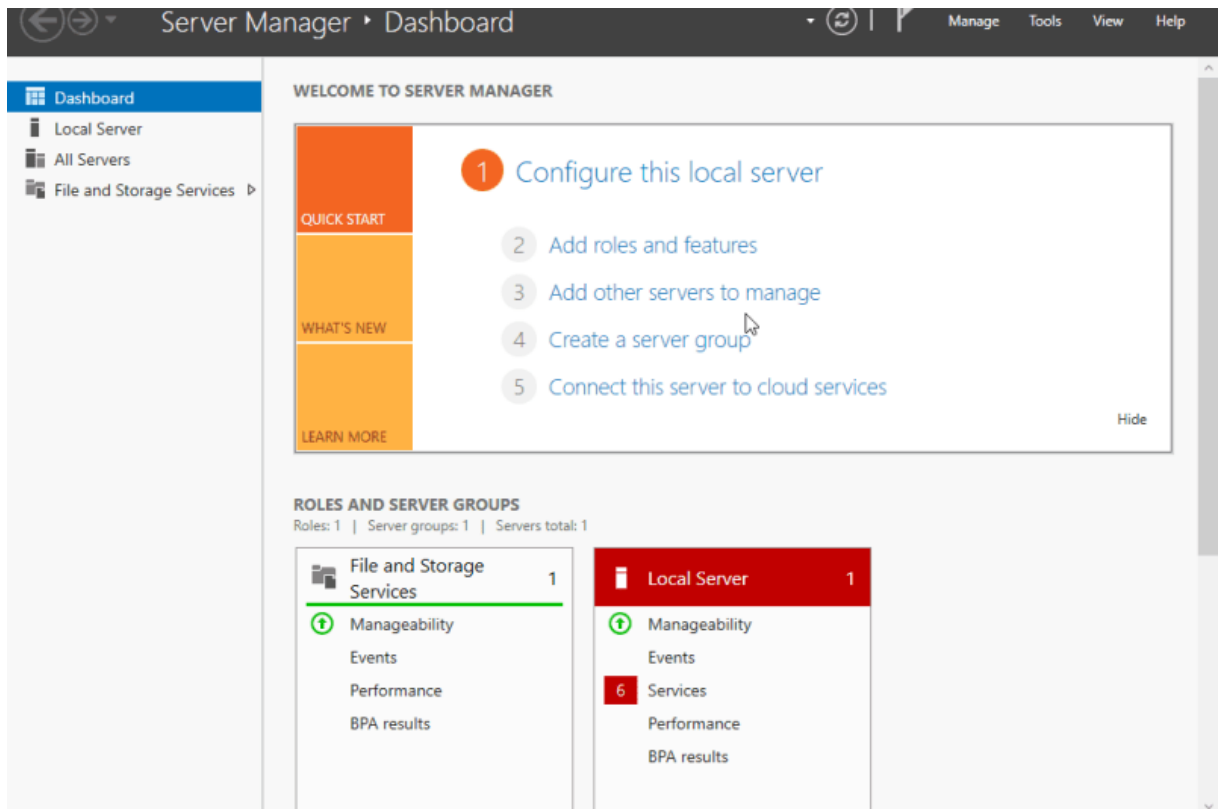 Server Manager ‣ Dashboard
Manage Tools View Help
Dashboard
Local Server
All Servers
File and Storage Services
WELCOME TO SERVER MANAGER
QUICK START
WHAT'S NEW
LEARN MORE
1 Configure this local server
2 Add roles and features
3 Add other servers to manage
4 Create a server group
5 Connect this server to cloud services
Hide
ROLES AND SERVER GROUPS
Roles: 1 | Server groups: 1 | Servers total: 1
File and Storage
Services 1
Manageability
Events
Performance
BPA results
Local Server 1
Manageability
Events
6 Services
Performance
BPA results